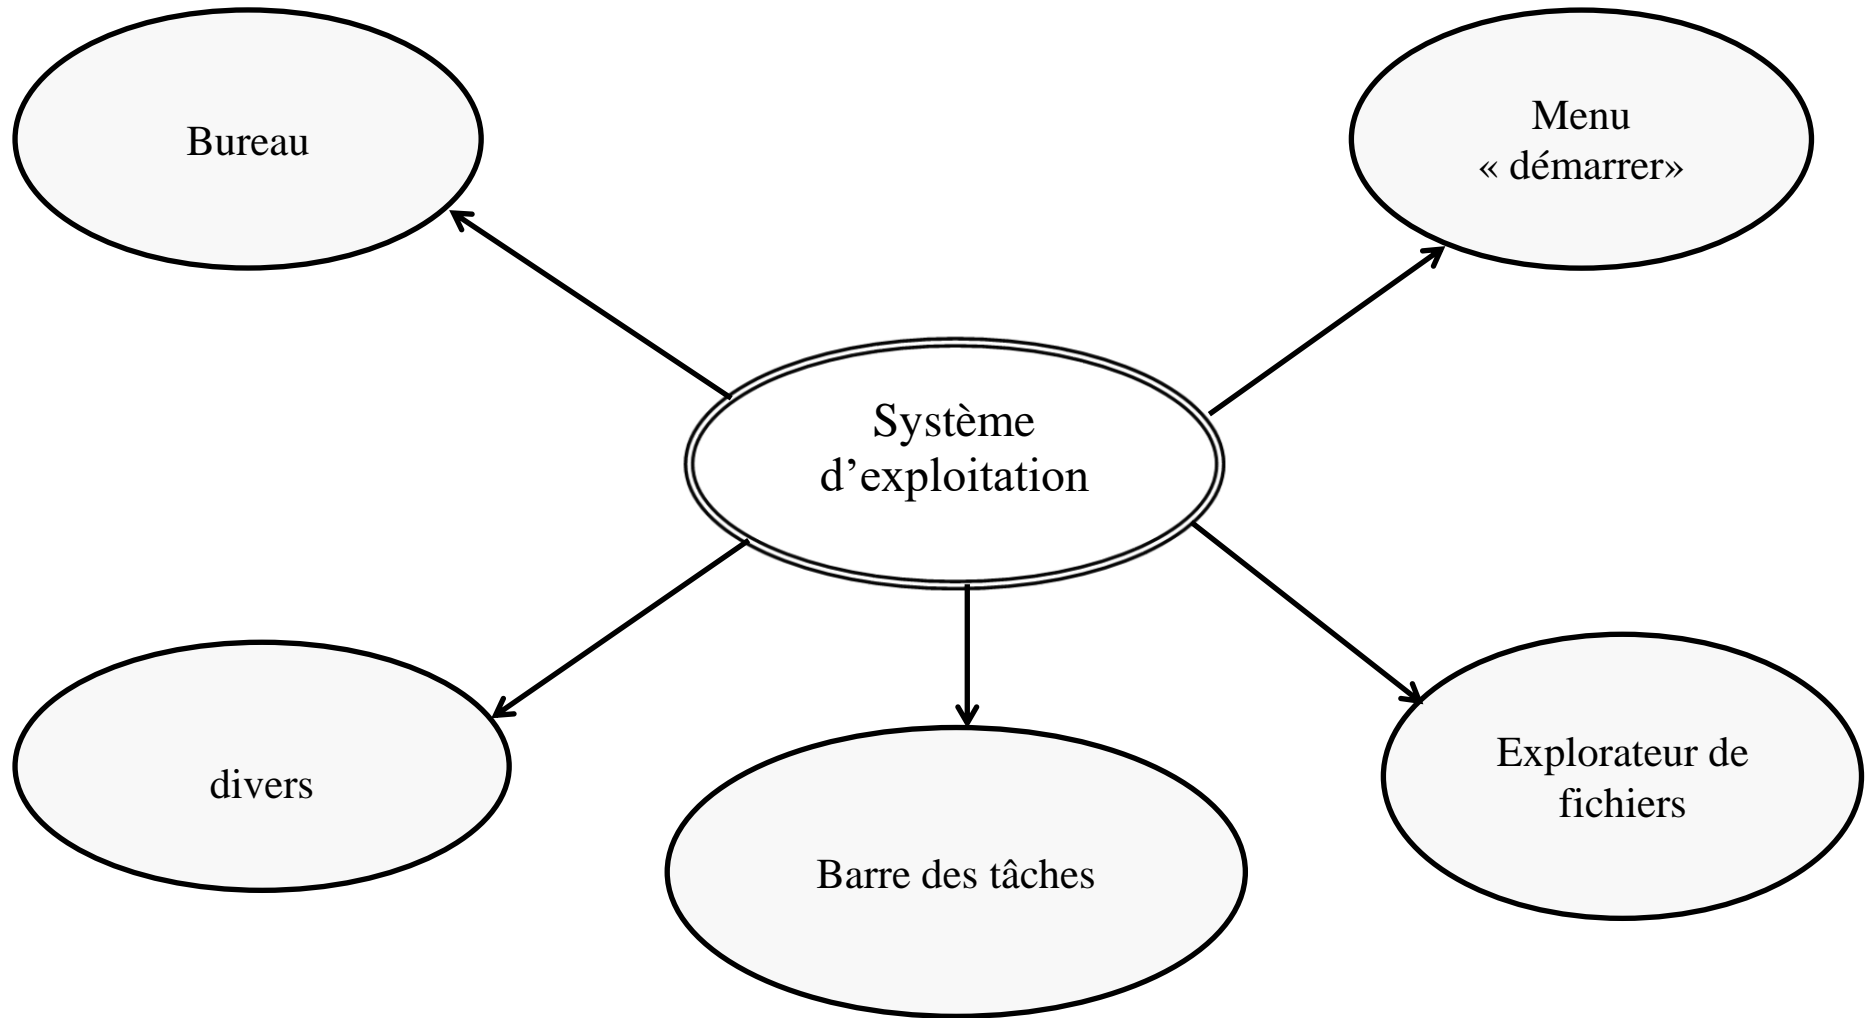 Bureau
Menu
« démarrer»
Système
d’exploitation
divers
Barre des tâches
Explorateur de
fichiers